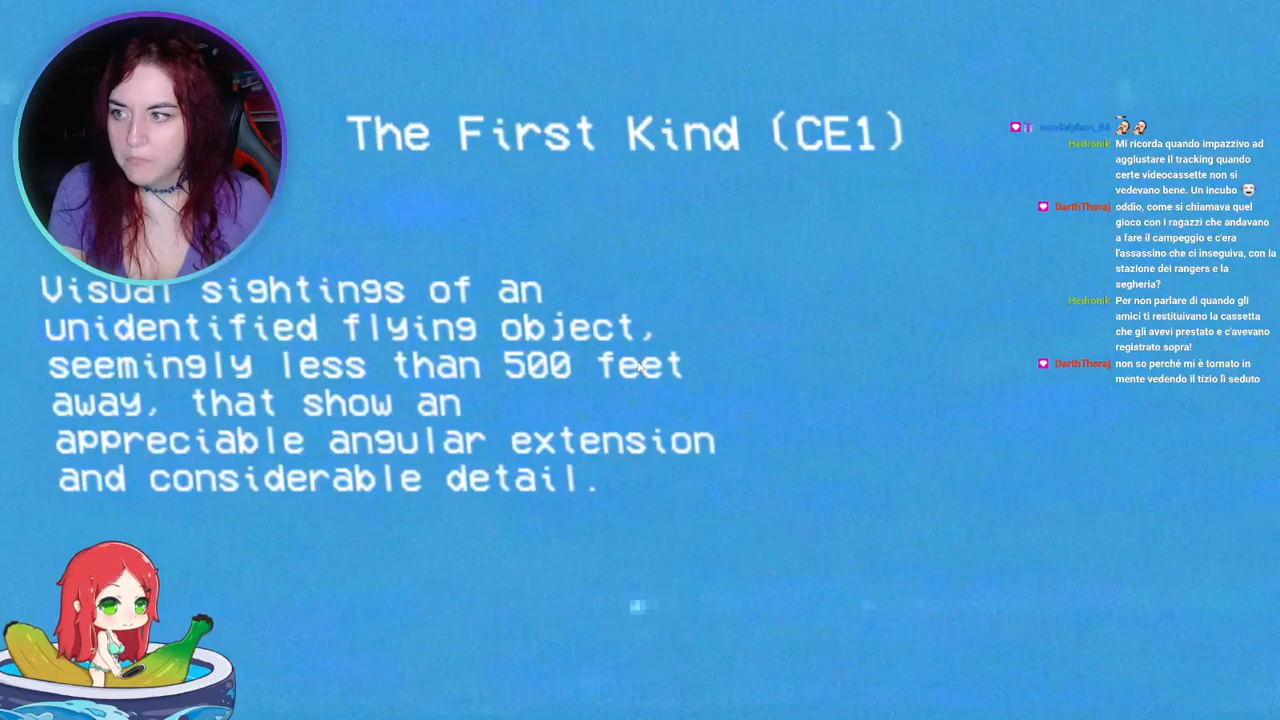 The First Kind (CE1)
Visual sightings of an
unidentified flying object,
seemingly less than 500 feet
away, that show an
appreciable angular extension
and considerable detail.
Hedronik Mi ricorda quando impazzivo ad
aggiustare il tracking quando
certe videocassette non si
vedevano bene. Un incubo
DarthThoraj oddio, come si chiamava quel
gioco con i ragazzi che andavano
a fare il campeggio e c'era
l'assassino che ci inseguiva, con la
stazione dei rangers e la
segheria?
Hedronik Per non parlare di quando gli
amici ti restituivano la cassetta
che gli avevi prestato e c'avevano
registrato sopra!
DarthThoraj non so perché mi è tornato in
mente vedendo il tizio lì seduto